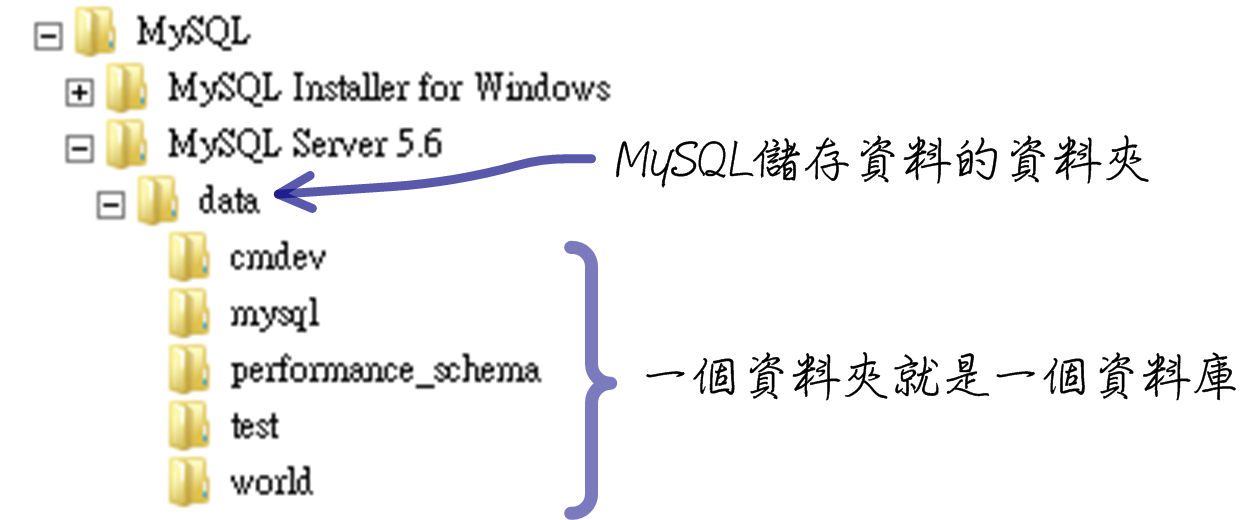 MySQL
MySQL Installer for Windows
MySQL Server 5.6
data
MySQL儲存資料的資料夾
cmdev
mysql
performance_schema
test
world
一個資料夾就是一個資料庫